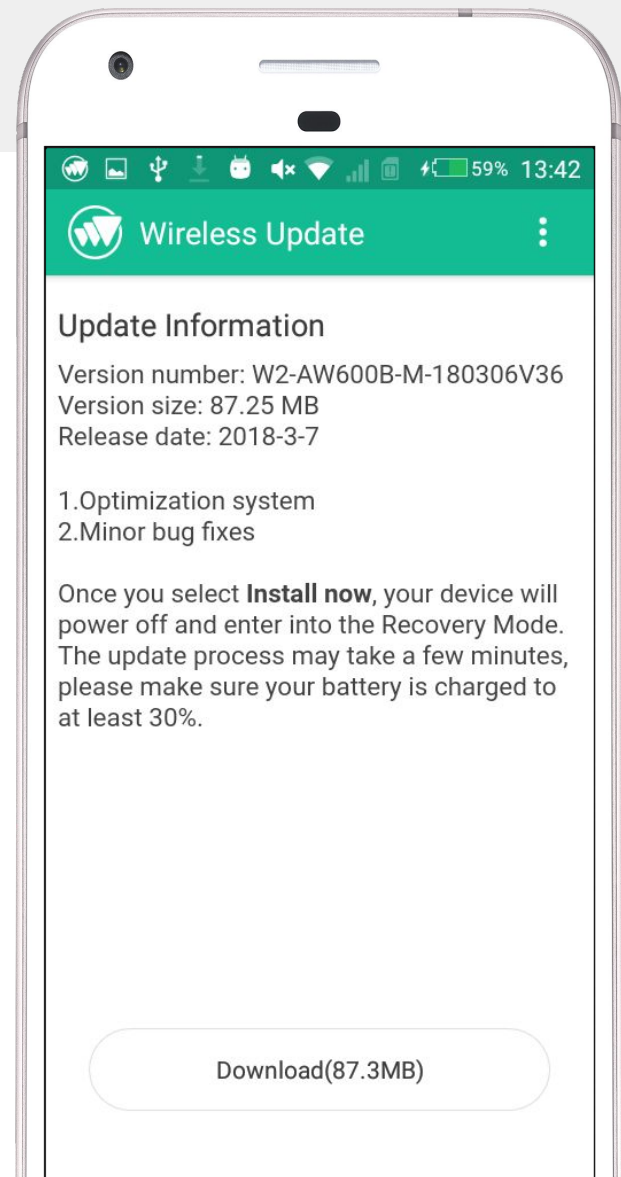 59% 13:42
Wireless Update
Update Information
Version number: W2-AW600B-M-180306V36
Version size: 87.25 MB
Release date: 2018-3-7
1.Optimization system
2.Minor bug fixes
Once you select Install now, your device will
power off and enter into the Recovery Mode.
The update process may take a few minutes,
please make sure your battery is charged to
at least 30%.
Download(87.3MB)